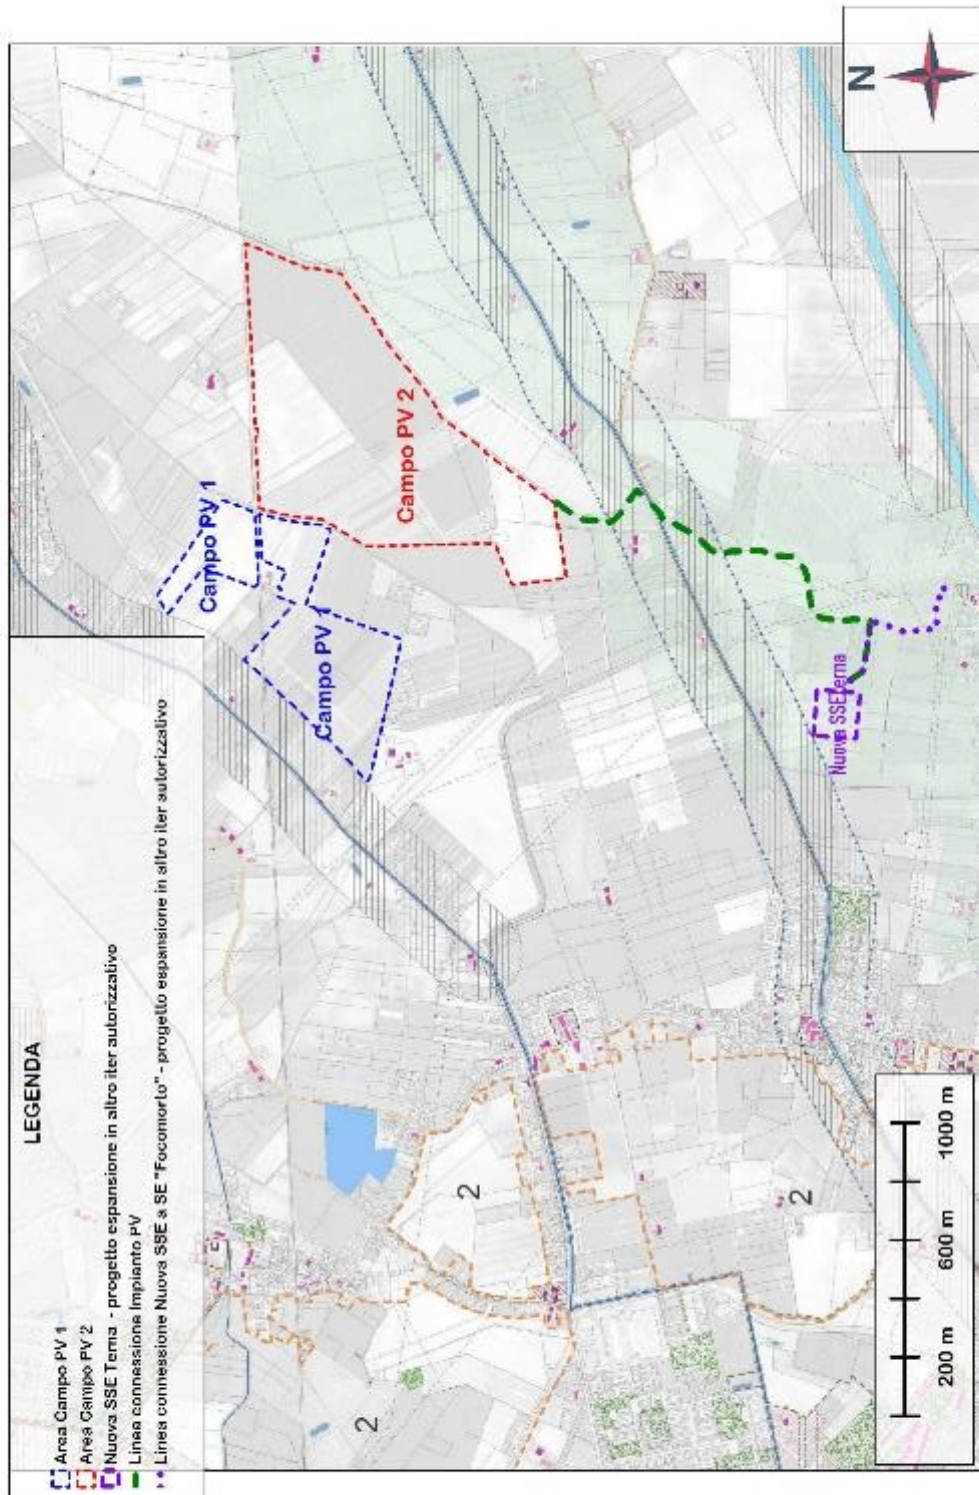 LEGENDA
Area Campo PV 1
Area Campo PV 2
Nuova SSE Terna - progetto espansione in altro iter autorizzativo
Linea connessione Impianto PV
Linea connessione Nuova SSE a SE "Focomorto" - progetto espansione in altro iter autorizzativo
Campo PV 1
Campo PV 1
Campo PV 2
Nuova SSE Terna
2
2
2
200 m
600 m
1000 m
N